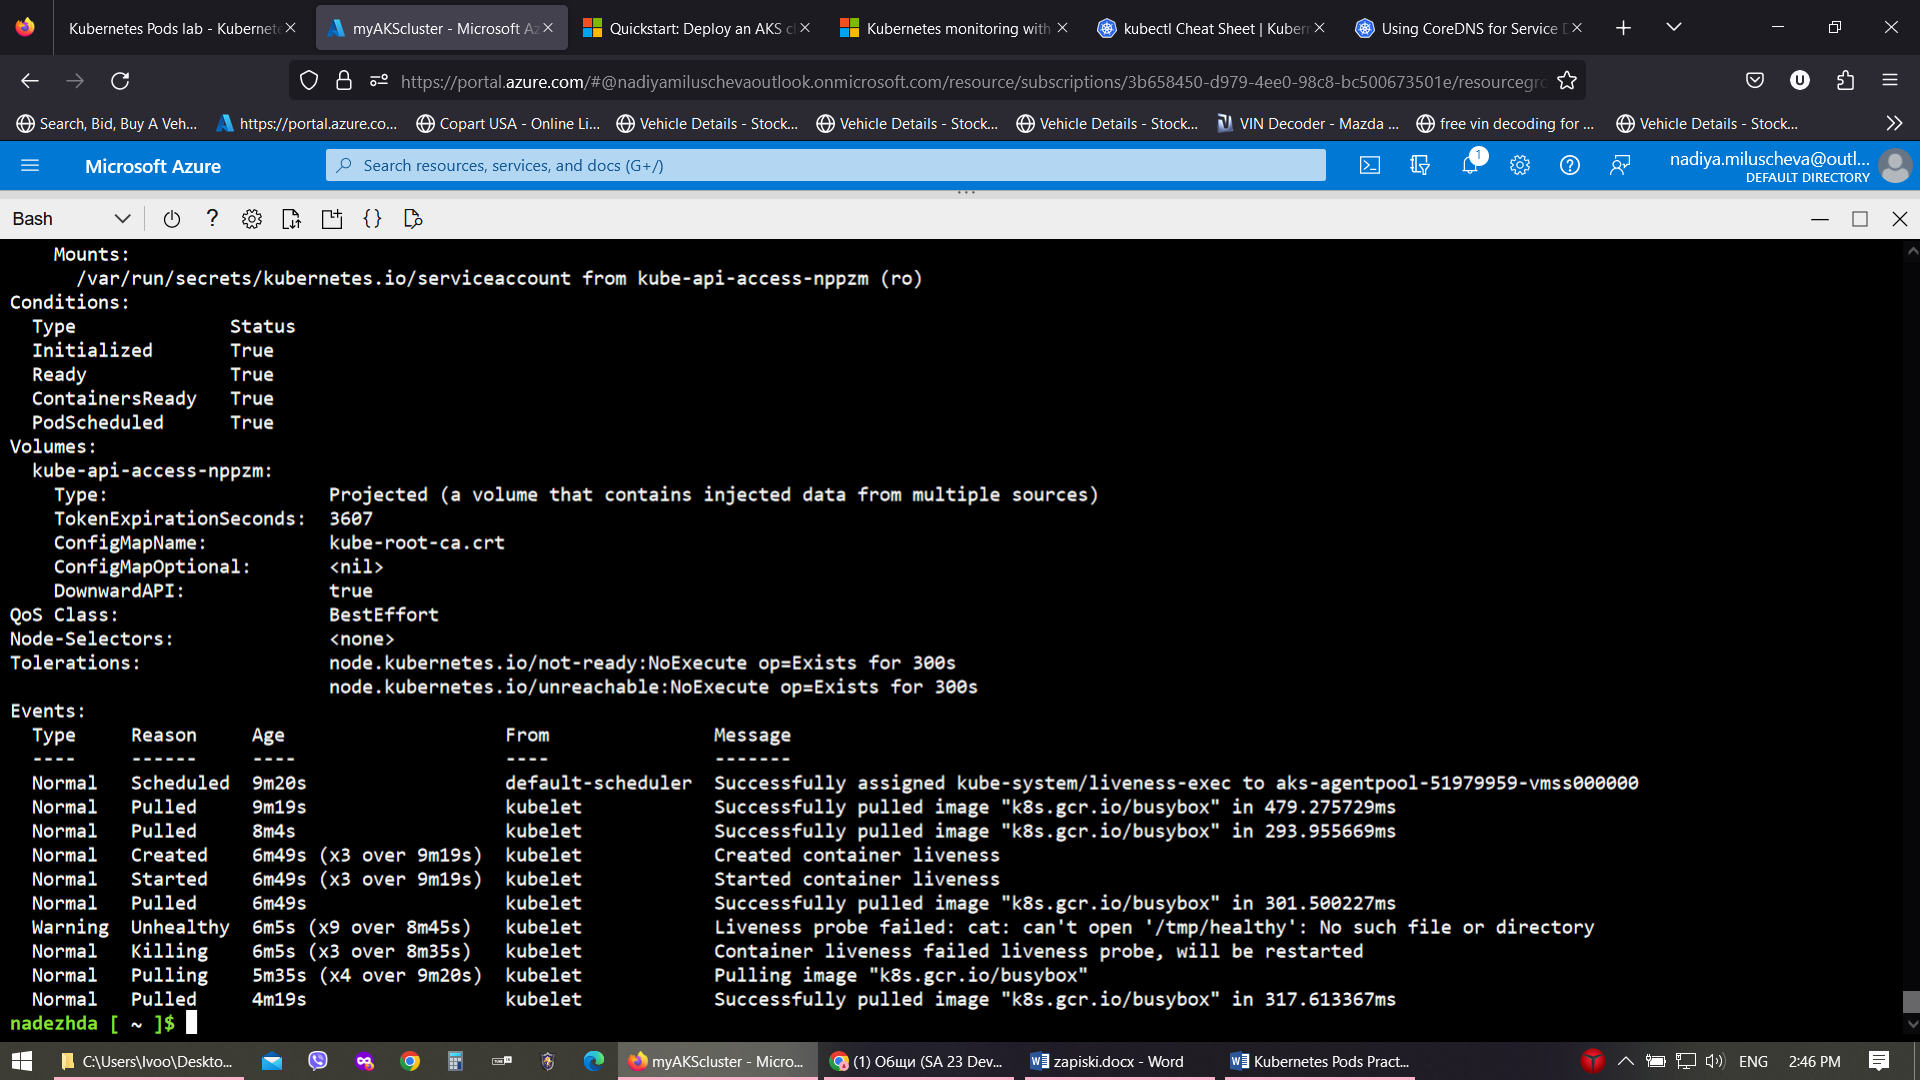 Kubernetes Pods lab - Kubernete
myAKScluster - Microsoft Az
Quickstart: Deploy an AKS cl
Kubernetes monitoring with
kubectl Cheat Sheet | Kubern
Using CoreDNS for Service D
https://portal.azure.com/#@nadiyamiluschevaoutlook.onmicrosoft.com/resource/subscriptions/3b658450-d979-4ee0-98c8-bc500673501e/resourcegro
Search, Bid, Buy A Veh...
https://portal.azure.co...
Copart USA - Online Li...
Vehicle Details - Stock...
Vehicle Details - Stock...
Vehicle Details - Stock...
VIN Decoder - Mazda ...
free vin decoding for ...
Vehicle Details - Stock...
Microsoft Azure
Search resources, services, and docs (G+/)
1
nadiya.miluscheva@outl...
DEFAULT DIRECTORY
Bash
Mounts:
/var/run/secrets/kubernetes.io/serviceaccount from kube-api-access-nppzm (ro)
Conditions:
Type Status
Initialized True
Ready True
ContainersReady True
PodScheduled True
Volumes:
kube-api-access-nppzm:
Type: Projected (a volume that contains injected data from multiple sources)
TokenExpirationSeconds: 3607
ConfigMapName: kube-root-ca.crt
ConfigMapOptional: <nil>
DownwardAPI: true
QoS Class: BestEffort
Node-Selectors: <none>
Tolerations: node.kubernetes.io/not-ready:NoExecute op=Exists for 300s
node.kubernetes.io/unreachable:NoExecute op=Exists for 300s
Events:
Type Reason Age From Message
---- ------ ---- ---- -------
Normal Scheduled 9m20s default-scheduler Successfully assigned kube-system/liveness-exec to aks-agentpool-51979959-vmss000000
Normal Pulled 9m19s kubelet Successfully pulled image "k8s.gcr.io/busybox" in 479.275729ms
Normal Pulled 8m4s kubelet Successfully pulled image "k8s.gcr.io/busybox" in 293.955669ms
Normal Created 6m49s (x3 over 9m19s) kubelet Created container liveness
Normal Started 6m49s (x3 over 9m19s) kubelet Started container liveness
Normal Pulled 6m49s kubelet Successfully pulled image "k8s.gcr.io/busybox" in 301.500227ms
Warning Unhealthy 6m5s (x9 over 8m45s) kubelet Liveness probe failed: cat: can't open '/tmp/healthy': No such file or directory
Normal Killing 6m5s (x3 over 8m35s) kubelet Container liveness failed liveness probe, will be restarted
Normal Pulling 5m35s (x4 over 9m20s) kubelet Pulling image "k8s.gcr.io/busybox"
Normal Pulled 4m19s kubelet Successfully pulled image "k8s.gcr.io/busybox" in 317.613367ms
nadezhda [ ~ ]$
C:\Users\Ivoo\Deskto...
myAKScluster - Micro...
(1) Общи (SA 23 Dev...
zapiski.docx - Word
Kubernetes Pods Pract...
ENG
2:46 PM